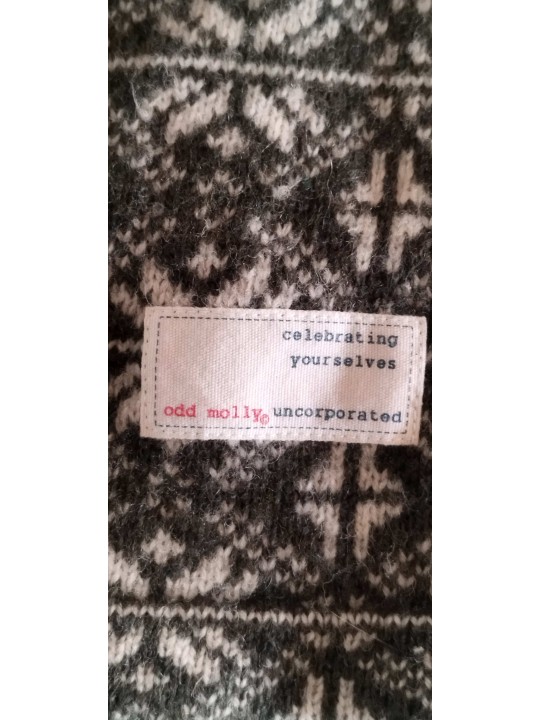 celebrating
yourselves
odd molly© uncorporated